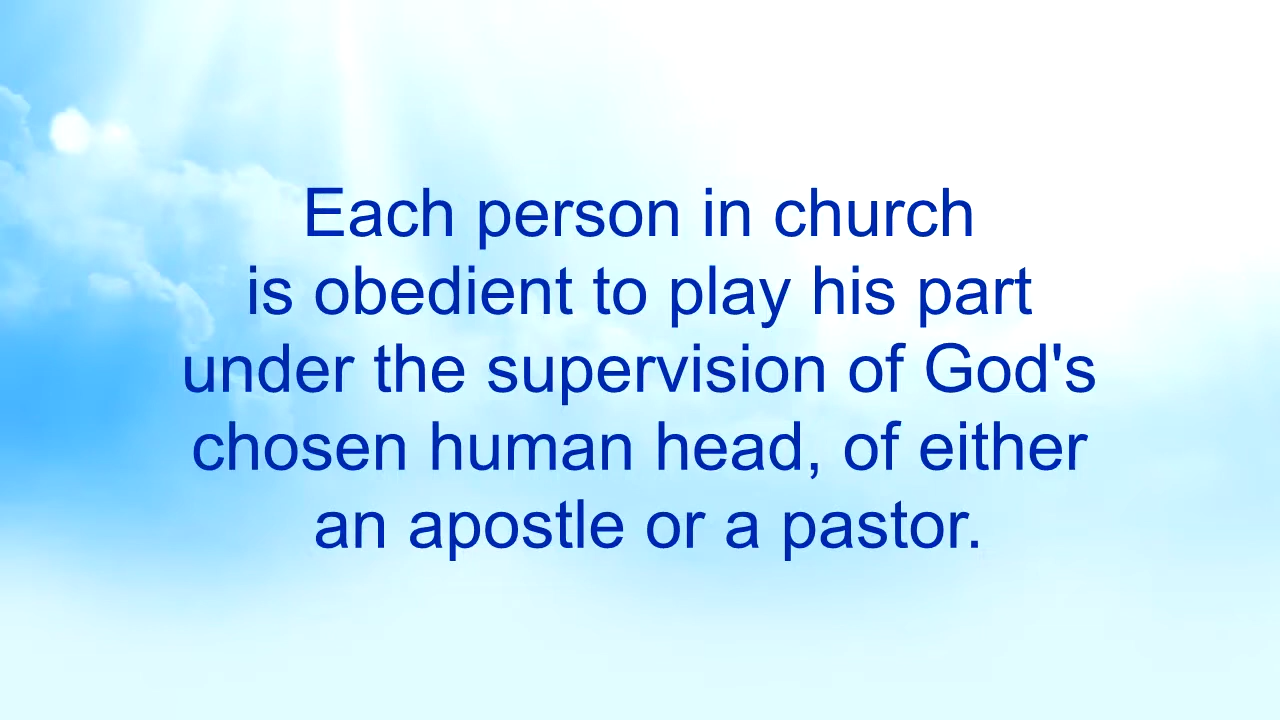 Each person in church
is obedient to play his part
under the supervision of God's
chosen human head, of either
an apostle or a pastor.